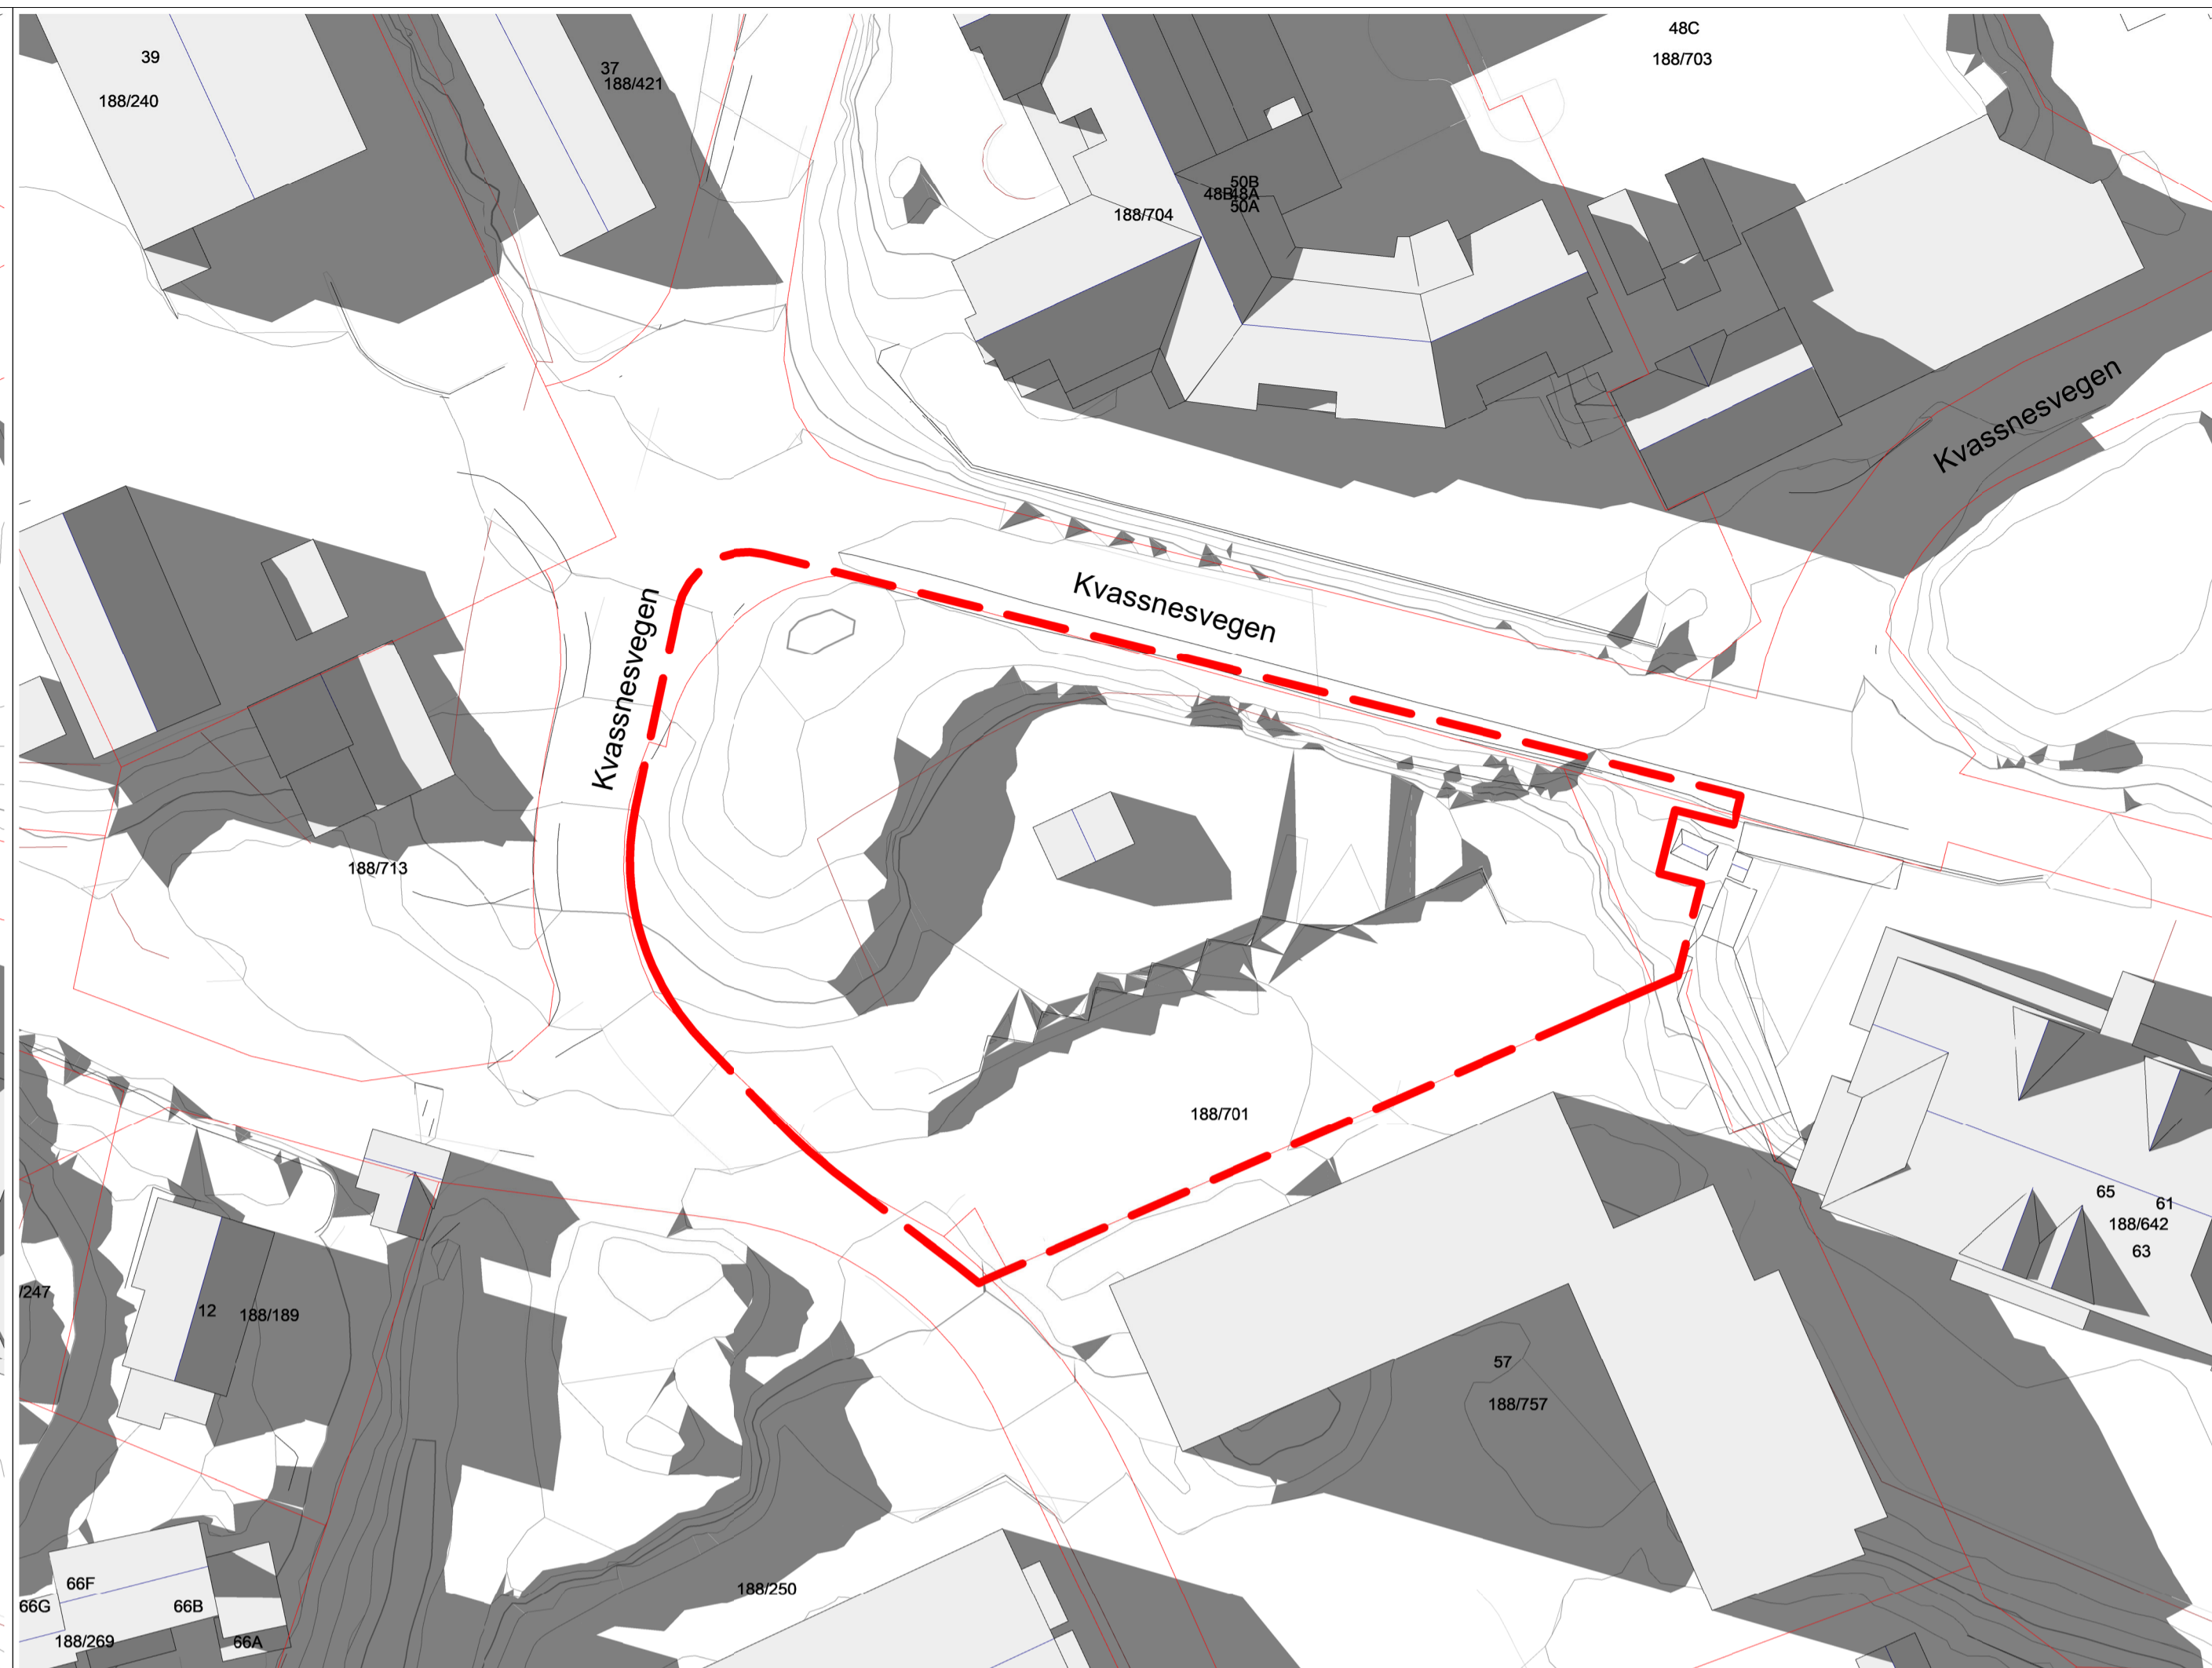 48C
188/703
39
188/240
37
188/421
50B
48B48A
50A
188/704
Kvassnesvegen
Kvassnesvegen
Kvassnesvegen
188/713
188/701
65
61
188/642
63
/247
12
188/189
57
188/757
66F
66G
66B
188/269
66A
188/250